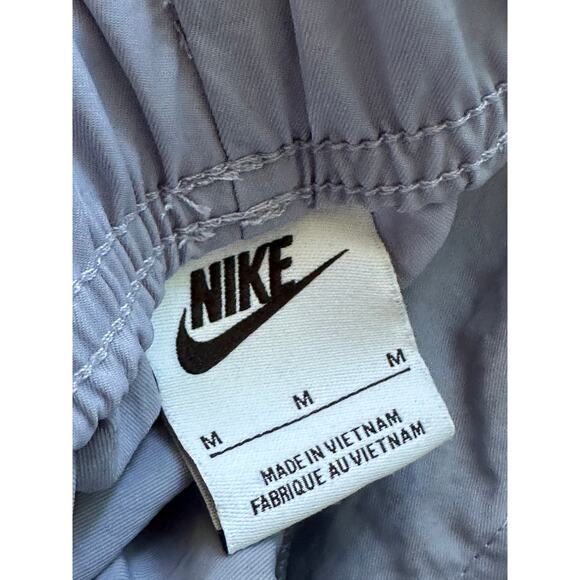 NIKE
M M M
MADE IN VIETNAM
FABRIQUE AU VIETNAM